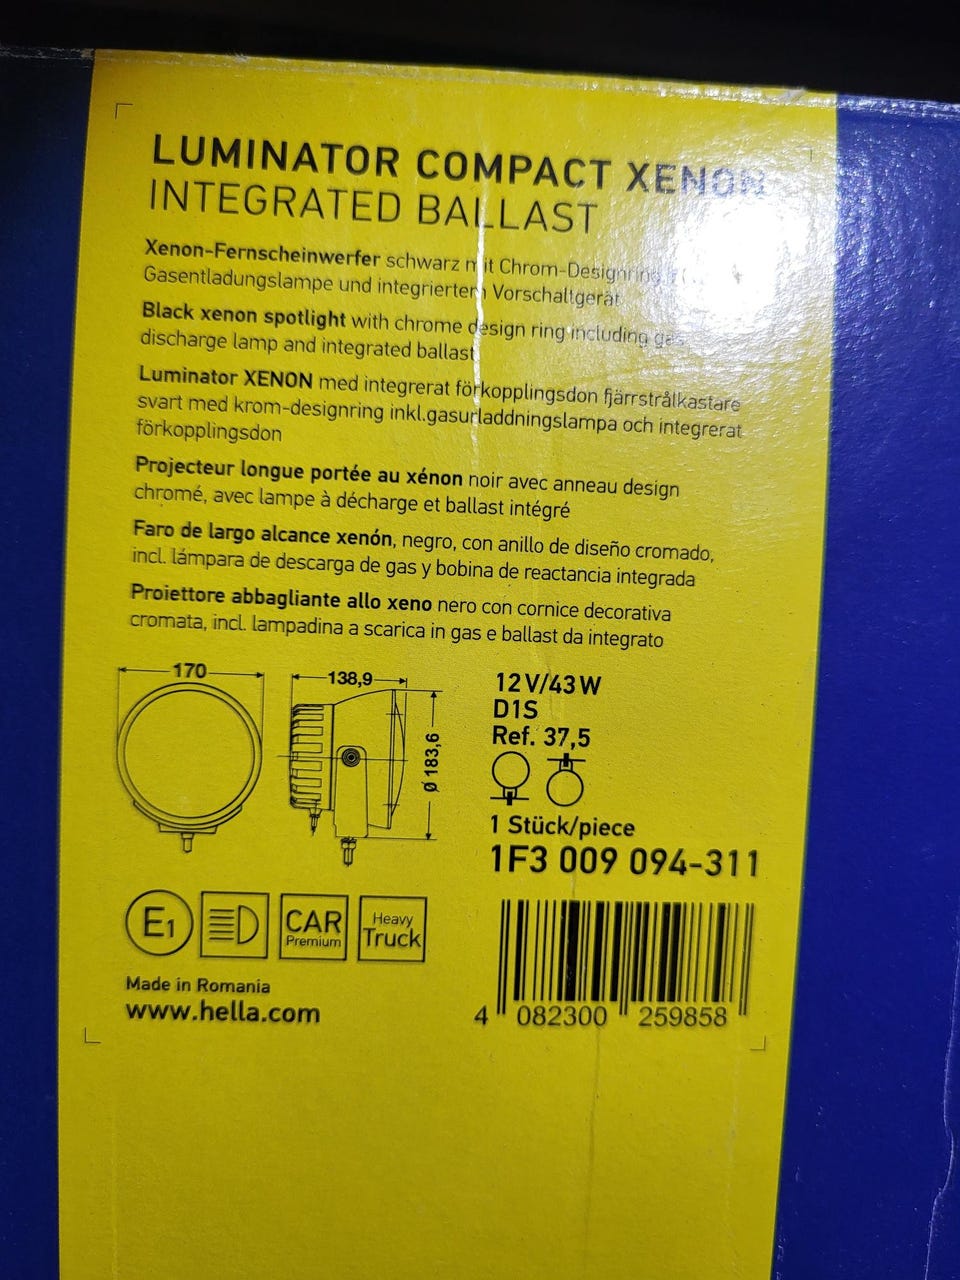 LUMINATOR COMPACT XENON
INTEGRATED BALLAST
Xenon-Fernscheinwerfer schwarz mit Chrom-Designring
Gasentladungslampe und integriertem Vorschaltgerät
Black xenon spotlight with chrome design ring including gas
discharge lamp and integrated ballast
Luminator XENON med integrerat förkopplingsdon fjärrstrålkastare
svart med krom-designring inkl.gasurladdningslampa och integrerat
förkopplingsdon
Projecteur longue portée au xénon noir avec anneau design
chromé, avec lampe à décharge et ballast intégré
Faro de largo alcance xenón, negro, con anillo de diseño cromado,
incl. lámpara de descarga de gas y bobina de reactancia integrada
Proiettore abbagliante allo xeno nero con cornice decorativa
cromata, incl. lampadina a scarica in gas e ballast da integrato
170
138,9
Ø 183,6
12V/43W
D1S
Ref. 37,5
1 Stück/piece
1F3 009 094-311
E1
CAR
Premium
Heavy
Truck
Made in Romania
www.hella.com
4 082300 259858